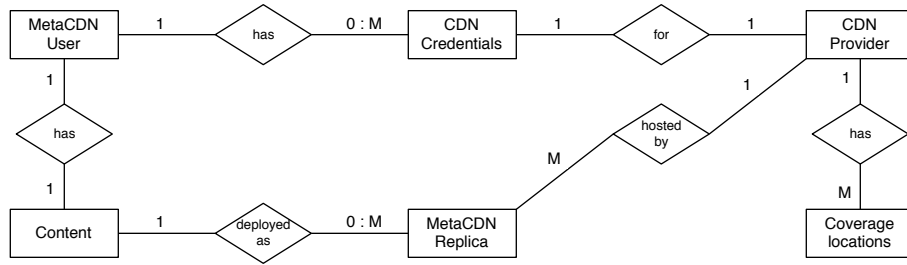 MetaCDN
User
1
has
0 : M
CDN
Credentials
1
for
1
CDN
Provider
1
has
1
1
hosted
by
M
1
has
M
Content
1
deployed
as
0 : M
MetaCDN
Replica
Coverage
locations